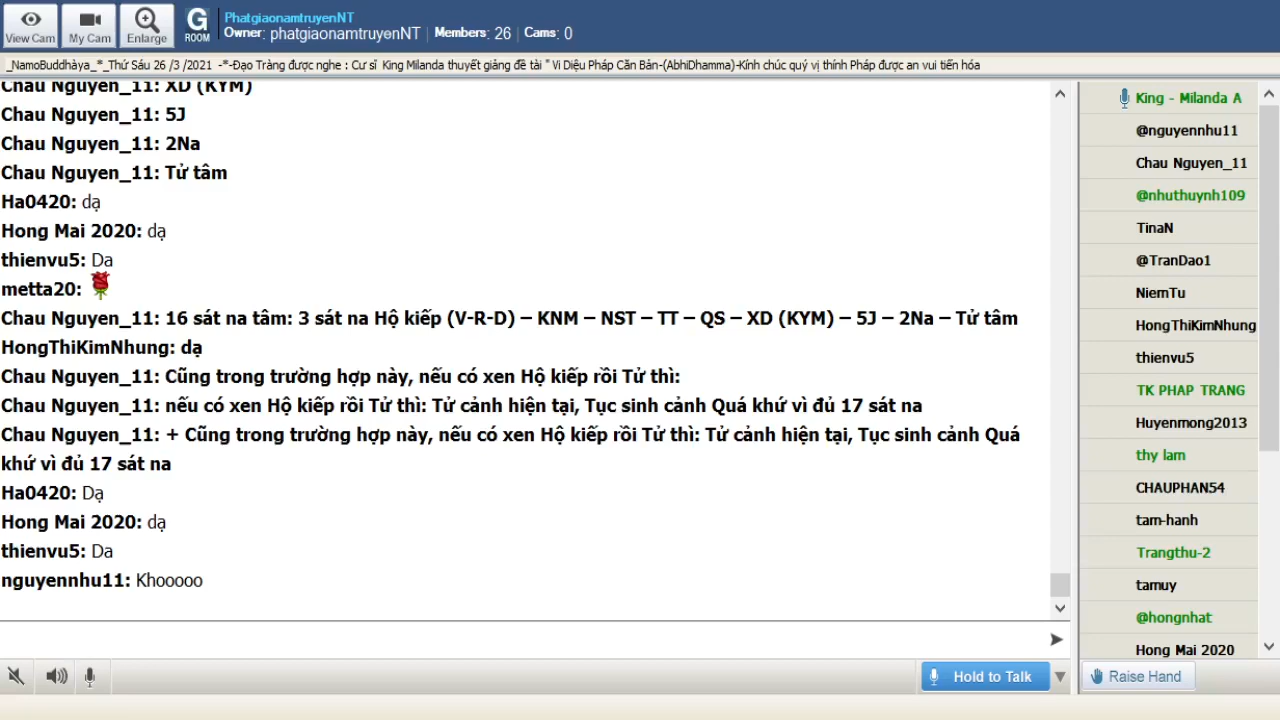 View Cam
My Cam
Enlarge
G
ROOM
PhatgiaonamtruyenNT
Owner: phatgiaonamtruyenNT | Members: 26 | Cams: 0
_NamoBuddhàya_*_Thứ Sáu 26 /3 /2021 -*-Đạo Tràng được nghe : Cư sĩ King Milanda thuyết giảng đề tài " Vi Diệu Pháp Căn Bản-(AbhiDhamma)-Kính chúc quý vị thính Pháp được an vui tiến hóa
Chau Nguyen_11: XD (KYM)
Chau Nguyen_11: 5J
Chau Nguyen_11: 2Na
Chau Nguyen_11: Tử tâm
Ha0420: dạ
Hong Mai 2020: dạ
thienvu5: Da
metta20:
Chau Nguyen_11: 16 sát na tâm: 3 sát na Hộ kiếp (V-R-D) – KNM – NST – TT – QS – XD (KYM) – 5J – 2Na – Tử tâm
HongThiKimNhung: dạ
Chau Nguyen_11: Cũng trong trường hợp này, nếu có xen Hộ kiếp rồi Tử thì:
Chau Nguyen_11: nếu có xen Hộ kiếp rồi Tử thì: Tử cảnh hiện tại, Tục sinh cảnh Quá khứ vì đủ 17 sát na
Chau Nguyen_11: + Cũng trong trường hợp này, nếu có xen Hộ kiếp rồi Tử thì: Tử cảnh hiện tại, Tục sinh cảnh Quá
khứ vì đủ 17 sát na
Ha0420: Dạ
Hong Mai 2020: dạ
thienvu5: Da
nguyennhu11: Khooooo
King - Milanda A
@nguyennhu11
Chau Nguyen_11
@nhuthuynh109
TinaN
@TranDao1
NiemTu
HongThiKimNhung
thienvu5
TK PHAP TRANG
Huyenmong2013
thy lam
CHAUPHAN54
tam-hanh
Trangthu-2
tamuy
@hongnhat
Hong Mai 2020
Hold to Talk
Raise Hand